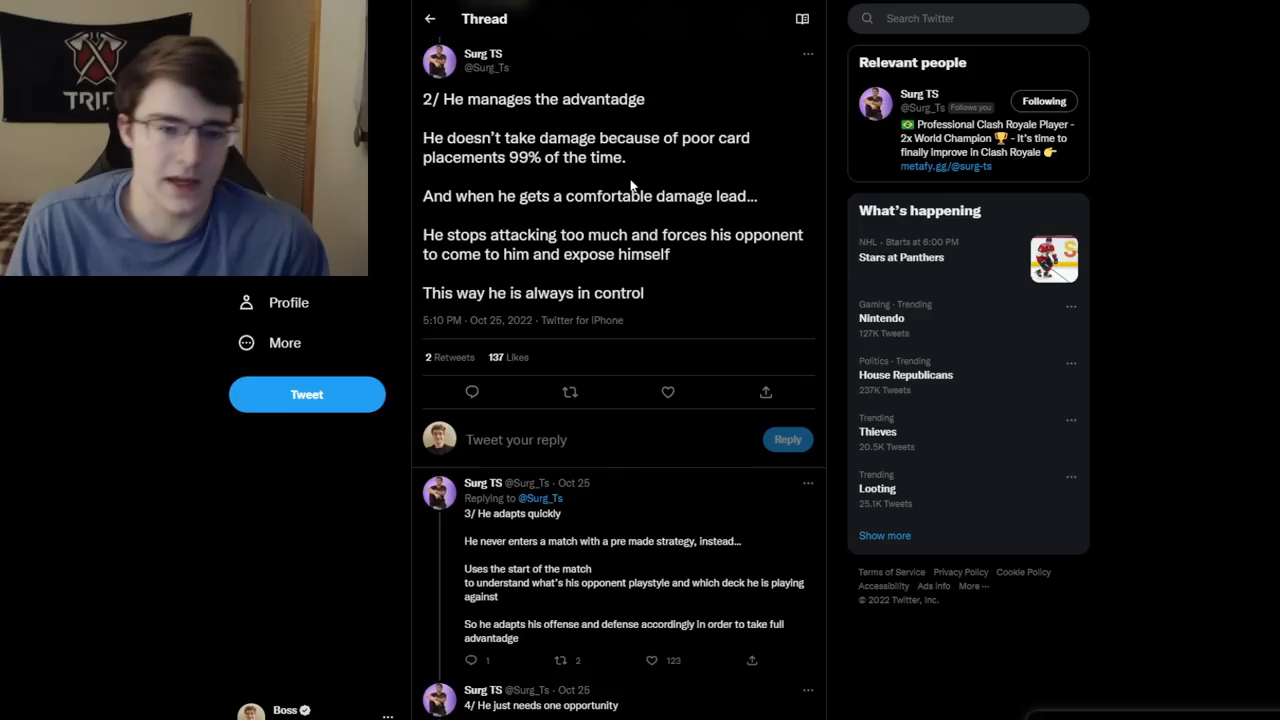 TRIB
Profile
More
Tweet
Boss
Thread
Surg TS
@Surg_Ts
2/ He manages the advantadge
He doesn't take damage because of poor card
placements 99% of the time.
And when he gets a comfortable damage lead...
He stops attacking too much and forces his opponent
to come to him and expose himself
This way he is always in control
5:10 PM · Oct 25, 2022 · Twitter for iPhone
2 Retweets 137 Likes
Tweet your reply
Reply
Surg TS @Surg_Ts · Oct 25
Replying to @Surg_Ts
3/ He adapts quickly
He never enters a match with a pre made strategy, instead...
Uses the start of the match
to understand what's his opponent playstyle and which deck he is playing
against
So he adapts his offense and defense accordingly in order to take full
advantadge
1 2 123
Surg TS @Surg_Ts · Oct 25
4/ He just needs one opportunity
Search Twitter
Relevant people
Surg TS
@Surg_Ts Follows you
Following
Professional Clash Royale Player -
2x World Champion 🏆 - It's time to
finally improve in Clash Royale 👉
metafy.gg/@surg-ts
What's happening
NHL · Starts at 6:00 PM
Stars at Panthers
Gaming · Trending
Nintendo
127K Tweets
Politics · Trending
House Republicans
237K Tweets
Trending
Thieves
20.5K Tweets
Trending
Looting
25.1K Tweets
Show more
Terms of Service Privacy Policy Cookie Policy
Accessibility Ads info More ···
© 2022 Twitter, Inc.